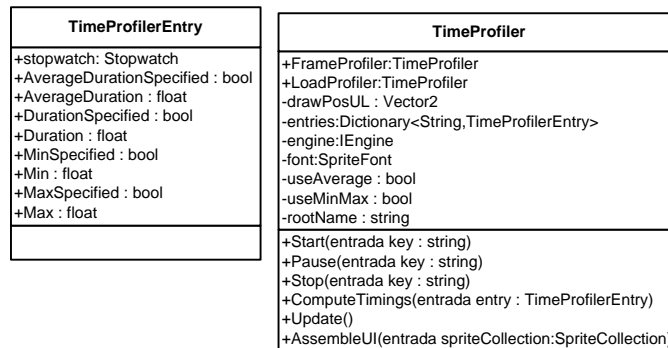 TimeProfilerEntry
+stopwatch: Stopwatch
+AverageDurationSpecified : bool
+AverageDuration : float
+DurationSpecified : bool
+Duration : float
+MinSpecified : bool
+Min : float
+MaxSpecified : bool
+Max : float
TimeProfiler
+FrameProfiler:TimeProfiler
+LoadProfiler:TimeProfiler
-drawPosUL : Vector2
-entries:Dictionary<String,TimeProfilerEntry>
-engine:IEngine
-font:SpriteFont
-useAverage : bool
-useMinMax : bool
-rootName : string
+Start(entrada key : string)
+Pause(entrada key : string)
+Stop(entrada key : string)
+ComputeTimings(entrada entry : TimeProfilerEntry)
+Update()
+AssembleUI(entrada spriteCollection:SpriteCollection)